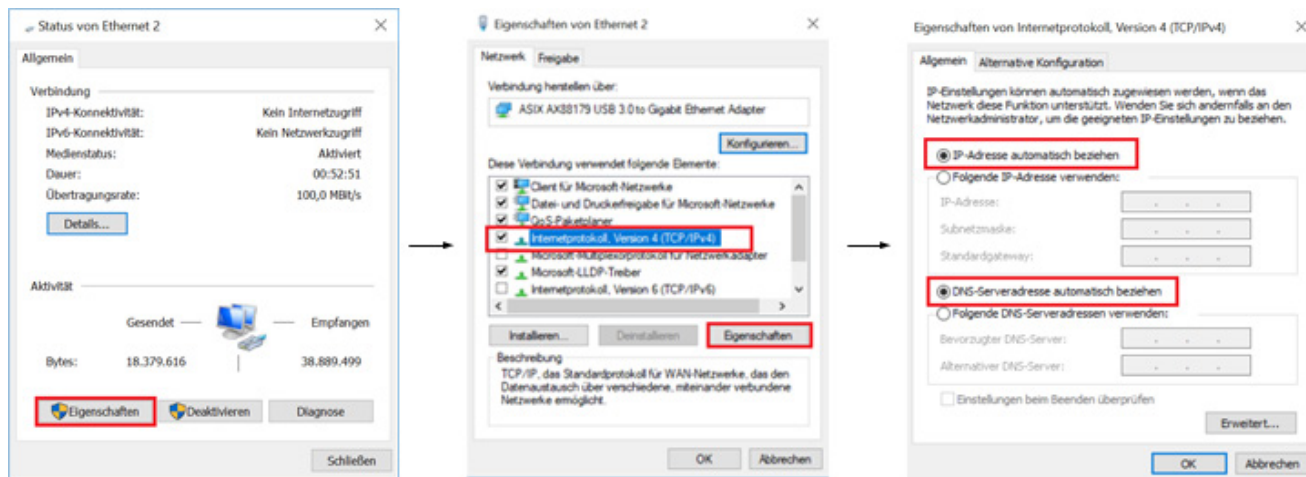 Status von Ethernet 2
Allgemein
Verbindung
IPv4-Konnektivität: Kein Internetzugriff
IPv6-Konnektivität: Kein Netzwerkzugriff
Medienstatus: Aktiviert
Dauer: 00:52:51
Übertragungsrate: 100,0 MBit/s
Details...
Aktivität
Gesendet Empfangen
Bytes: 18.379.616 38.889.499
Eigenschaften Deaktivieren Diagnose
Schließen
Eigenschaften von Ethernet 2
Netzwerk Freigabe
Verbindung herstellen über:
ASIX AX88179 USB 3.0 to Gigabit Ethernet Adapter
Konfigurieren...
Diese Verbindung verwendet folgende Elemente:
Client für Microsoft-Netzwerke
Datei- und Druckerfreigabe für Microsoft-Netzwerke
QoS-Paketplaner
Internetprotokoll, Version 4 (TCP/IPv4)
Microsoft-Multiplexorprotokoll für Netzwerkadapter
Microsoft-LLDP-Treiber
Internetprotokoll, Version 6 (TCP/IPv6)
Installieren... Deinstallieren Eigenschaften
Beschreibung
TCP/IP, das Standardprotokoll für WAN-Netzwerke, das den
Datenaustausch über verschiedene, miteinander verbundene
Netzwerke ermöglicht.
OK Abbrechen
Eigenschaften von Internetprotokoll, Version 4 (TCP/IPv4)
Allgemein Alternative Konfiguration
IP-Einstellungen können automatisch zugewiesen werden, wenn das
Netzwerk diese Funktion unterstützt. Wenden Sie sich andernfalls an den
Netzwerkadministrator, um die geeigneten IP-Einstellungen zu beziehen.
IP-Adresse automatisch beziehen
Folgende IP-Adresse verwenden:
IP-Adresse:
Subnetzmaske:
Standardgateway:
DNS-Serveradresse automatisch beziehen
Folgende DNS-Serveradressen verwenden:
Bevorzugter DNS-Server:
Alternativer DNS-Server:
Einstellungen beim Beenden überprüfen
Erweitert...
OK Abbrechen